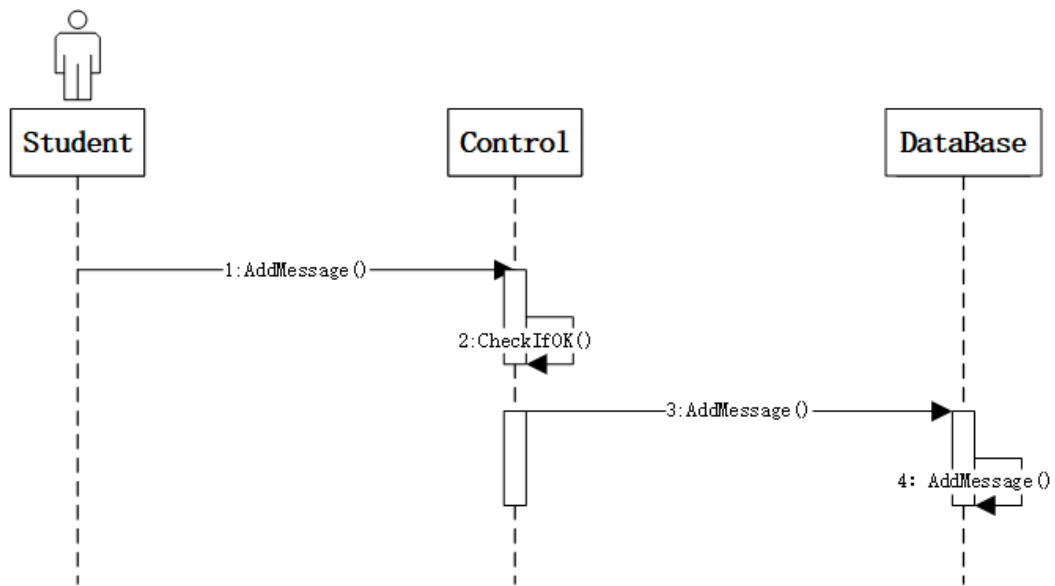 Student
Control
DataBase
1:AddMessage()
2:CheckIfOK()
3:AddMessage()
4: AddMessage()